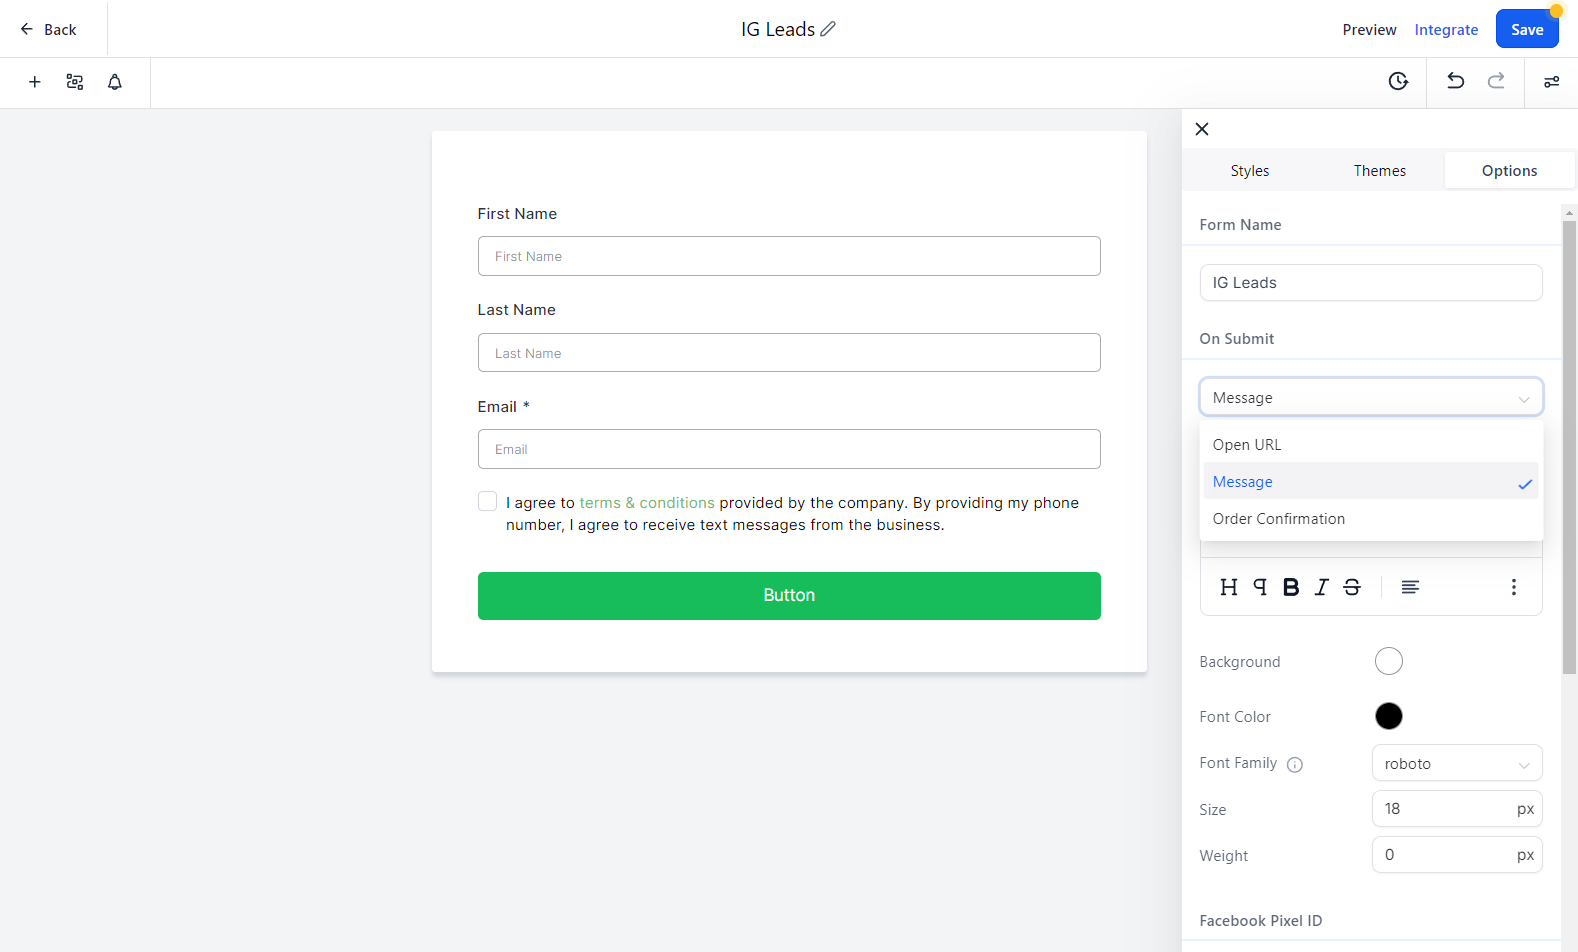 Back
IG Leads
Preview
Integrate
Save
Styles
Themes
Options
Form Name
IG Leads
On Submit
Message
Open URL
Message
Order Confirmation
H
B
I
S
Background
Font Color
Font Family
roboto
Size
18
px
Weight
0
px
Facebook Pixel ID
First Name
First Name
Last Name
Last Name
Email *
Email
I agree to terms & conditions provided by the company. By providing my phone
number, I agree to receive text messages from the business.
Button